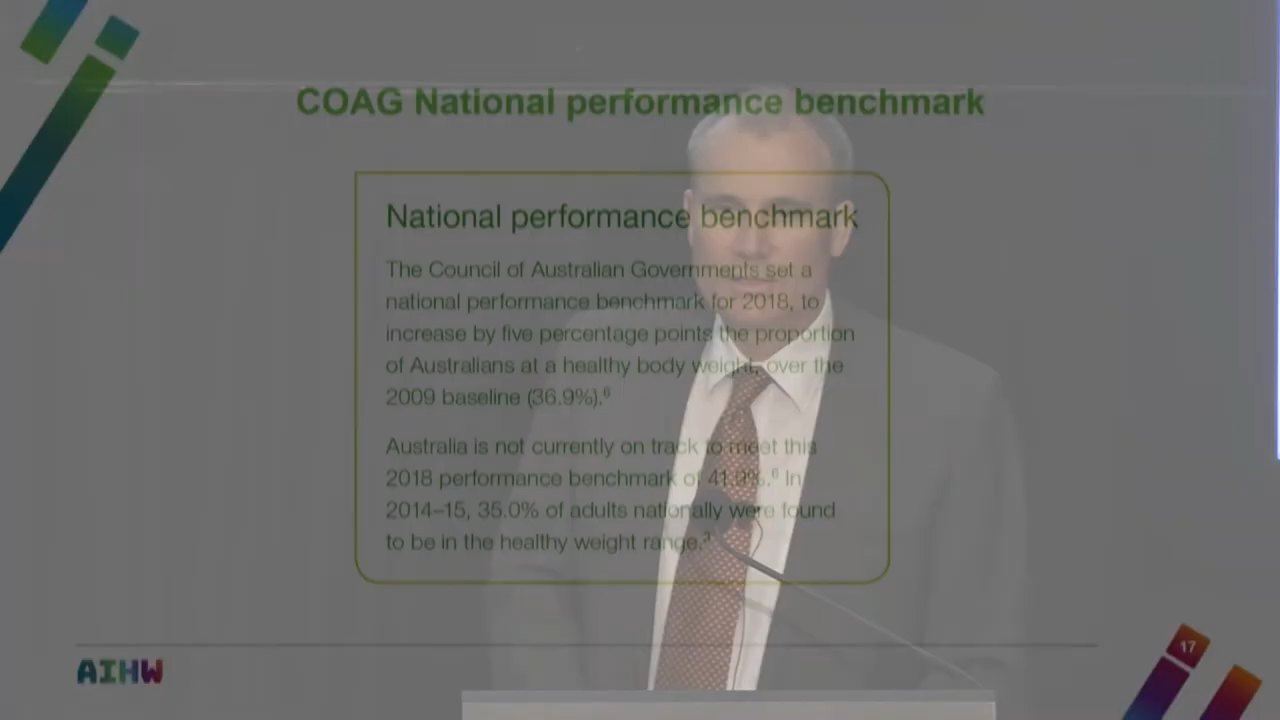 COAG National performance benchmark
National performance benchmark
The Council of Australian Governments set a
national performance benchmark for 2018, to
increase by five percentage points the proportion
of Australians at a healthy body weight, over the
2009 baseline (36.9%).⁶
Australia is not currently on track to meet this
2018 performance benchmark of 41.9%.⁶ In
2014–15, 35.0% of adults nationally were found
to be in the healthy weight range.³
AIHW
17